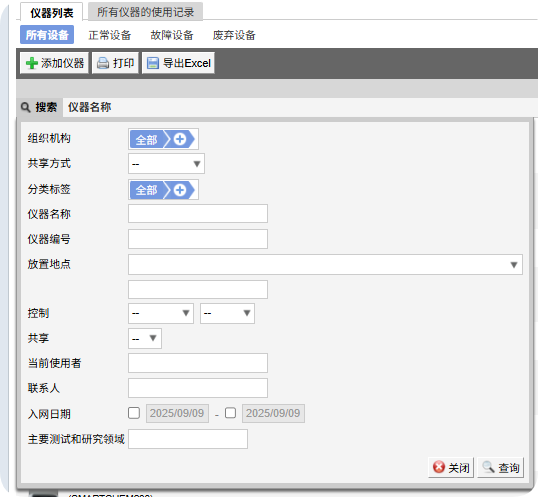 仪器列表 所有仪器的使用记录
所有设备 正常设备 故障设备 废弃设备
添加仪器 打印 导出Excel
搜索 仪器名称
组织机构 全部
共享方式 --
分类标签 全部
仪器名称
仪器编号
放置地点
控制 -- --
共享 --
当前使用者
联系人
入网日期 2025/09/09 - 2025/09/09
主要测试和研究领域
关闭 查询